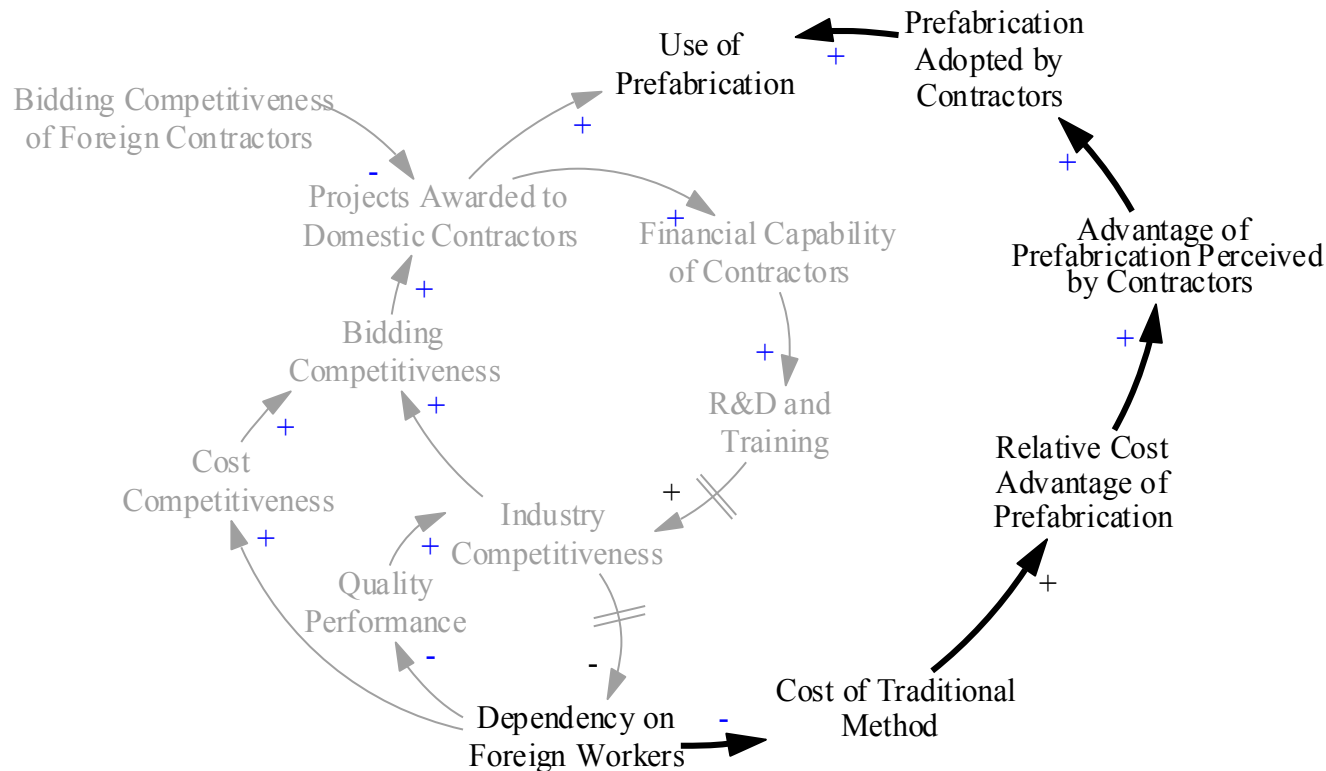 Use of
Prefabrication
+
Prefabrication
Adopted by
Contractors
Bidding Competitiveness
of Foreign Contractors
-
+
+
Projects Awarded to
Domestic Contractors
+
Financial Capability
of Contractors
Advantage of
Prefabrication Perceived
by Contractors
+
Bidding
Competitiveness
+
+
R&D and
Training
+
+
Cost
Competitiveness
+
Relative Cost
Advantage of
Prefabrication
+
Industry
Competitiveness
+
Quality
Performance
+
-
-
Dependency on
Foreign Workers
-
Cost of Traditional
Method